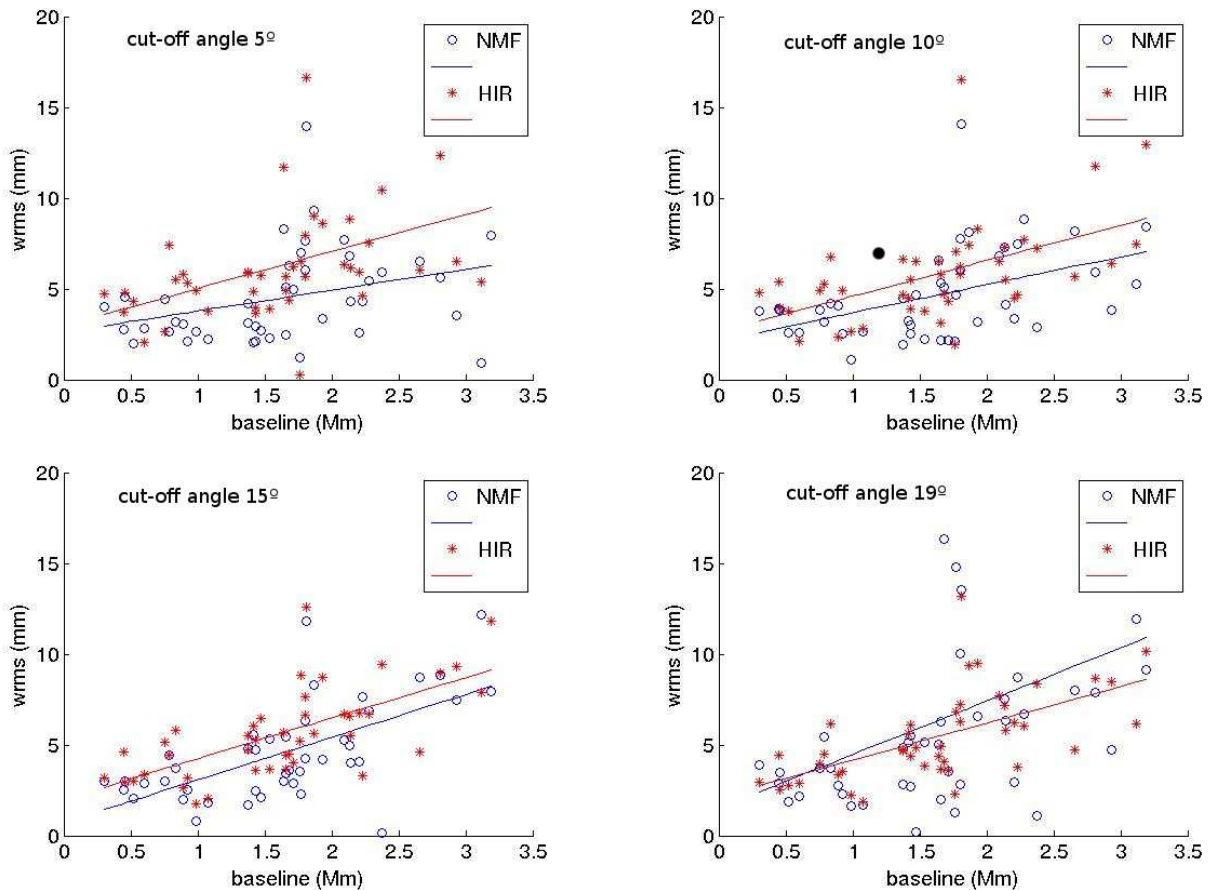 cut-off angle 5º
NMF
HIR
wrms (mm)
20
15
10
5
0
0 0.5 1 1.5 2 2.5 3 3.5
baseline (Mm)
cut-off angle 10º
NMF
HIR
wrms (mm)
20
15
10
5
0
0 0.5 1 1.5 2 2.5 3 3.5
baseline (Mm)
cut-off angle 15º
NMF
HIR
wrms (mm)
20
15
10
5
0
0 0.5 1 1.5 2 2.5 3 3.5
baseline (Mm)
cut-off angle 19º
NMF
HIR
wrms (mm)
20
15
10
5
0
0 0.5 1 1.5 2 2.5 3 3.5
baseline (Mm)